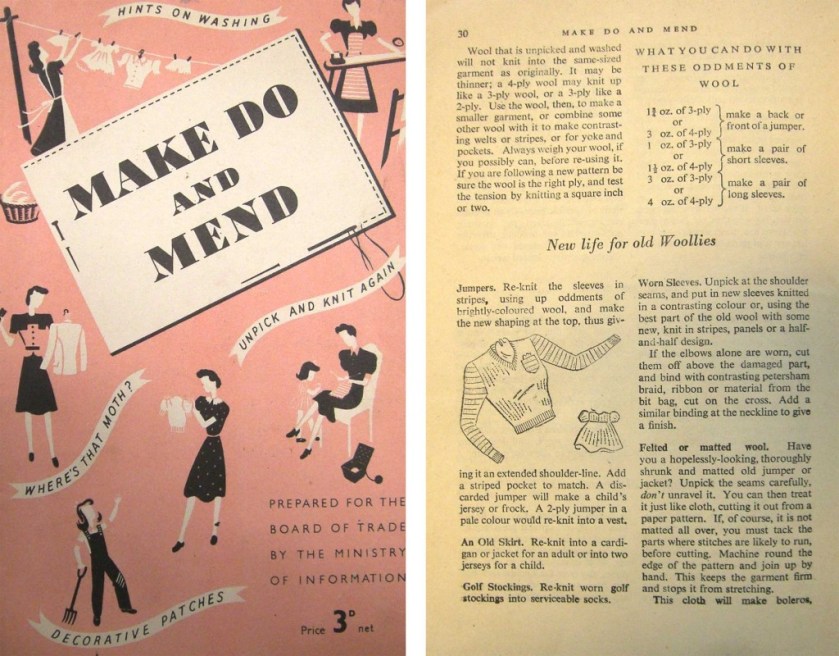 HINTS ON WASHING
MAKE DO
AND
MEND
UNPICK AND KNIT AGAIN
WHERE'S THAT MOTH?
DECORATIVE PATCHES
PREPARED FOR THE
BOARD OF TRADE
BY THE MINISTRY
OF INFORMATION
Price 3D net
30
MAKE DO AND MEND
Wool that is unpicked and washed
will not knit into the same-sized
garment as originally. It may be
thinner; a 4-ply wool may knit up
like a 3-ply wool, or a 3-ply like a
2-ply. Use the wool, then, to make a
smaller garment, or combine some
other wool with it to make contrast-
ing welts or stripes, or for yoke and
pockets. Always weigh your wool, if
you possibly can, before re-using it.
If you are following a new pattern be
sure the wool is the right ply, and test
the tension by knitting a square inch
or two.
WHAT YOU CAN DO WITH
THESE ODDMENTS OF
WOOL
oz. of 3-ply
or
3 oz. of 4-ply
make a back or
front of a jumper.
1 oz. of 3-ply
or
1½ oz. of 4-ply
make a pair of
short sleeves.
3 oz. of 3-ply
or
4 oz. of 4-ply
make a pair of
long sleeves.
New life for old Woollies
Jumpers. Re-knit the sleeves in
stripes, using up oddments of
brightly-coloured wool, and make
the new shaping at the top, thus giv-
ing it an extended shoulder-line. Add
a striped pocket to match. A dis-
carded jumper will make a child's
jersey or frock. A 2-ply jumper in a
pale colour would re-knit into a vest.
An Old Skirt. Re-knit into a cardi-
gan or jacket for an adult or into two
jerseys for a child.
Golf Stockings. Re-knit worn golf
stockings into serviceable socks.
Worn Sleeves. Unpick at the shoulder
seams, and put in new sleeves knitted
in a contrasting colour or, using the
best part of the old wool with some
new, knit in stripes, panels or a half-
and-half design.
If the elbows alone are worn, cut
them off above the damaged part,
and bind with contrasting petersham
braid, ribbon or material from the
bit bag, cut on the cross. Add a
similar binding at the neckline to give
a finish.
Felted or matted wool. Have
you a hopelessly-looking, thoroughly
shrunk and matted old jumper or
jacket? Unpick the seams carefully,
don't unravel it. You can then treat
it just like cloth, cutting it out from a
paper pattern. If, of course, it is not
matted all over, you must tack the
parts where stitches are likely to run,
before cutting. Machine round the
edge of the pattern and join up by
hand. This keeps the garment firm
and stops it from stretching.
This cloth will make boleros,